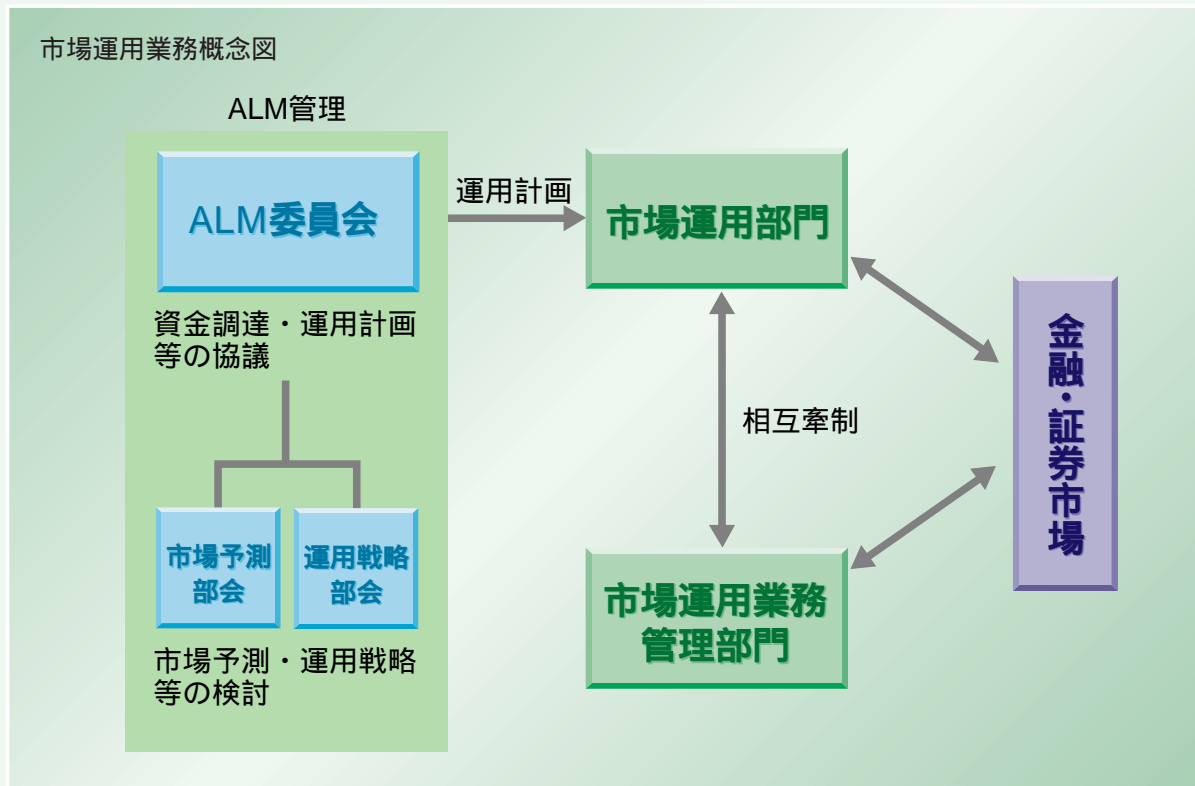 市場運用業務概念図
ALM管理
ALM委員会
資金調達・運用計画
等の協議
市場予測
部会
運用戦略
部会
市場予測・運用戦略
等の検討
運用計画
市場運用部門
相互牽制
市場運用業務
管理部門
金融・証券市場